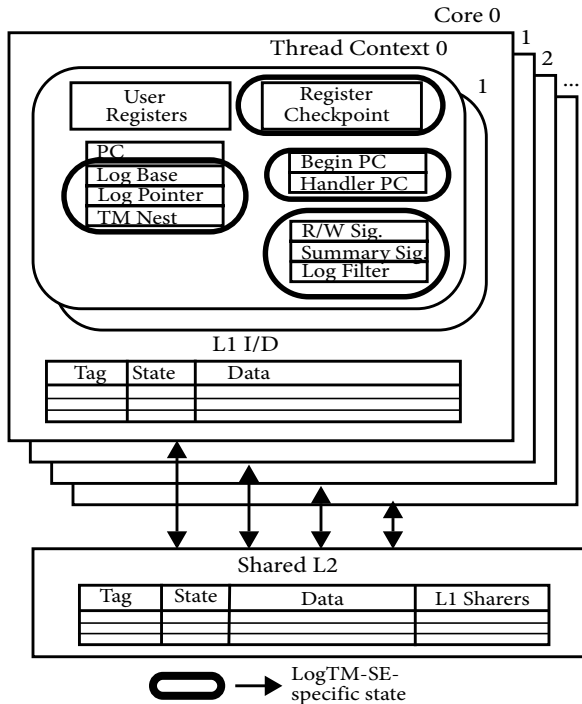 Core 0
1
2
...
Thread Context 0
1
User
Registers
Register
Checkpoint
PC
Log Base
Log Pointer
TM Nest
Begin PC
Handler PC
R/W Sig.
Summary Sig.
Log Filter
L1 I/D
Tag State Data
Shared L2
Tag State Data L1 Sharers
LogTM-SE-
specific state